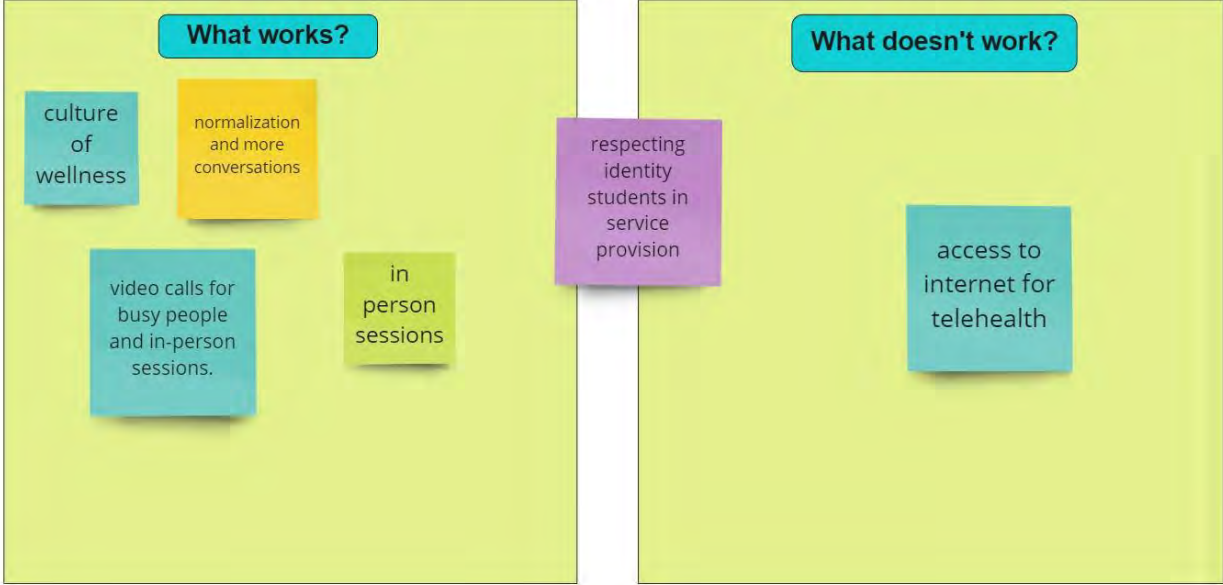 What works?
culture
of
wellness
normalization
and more
conversations
video calls for
busy people
and in-person
sessions.
in
person
sessions
respecting
identity
students in
service
provision
What doesn't work?
access to
internet for
telehealth